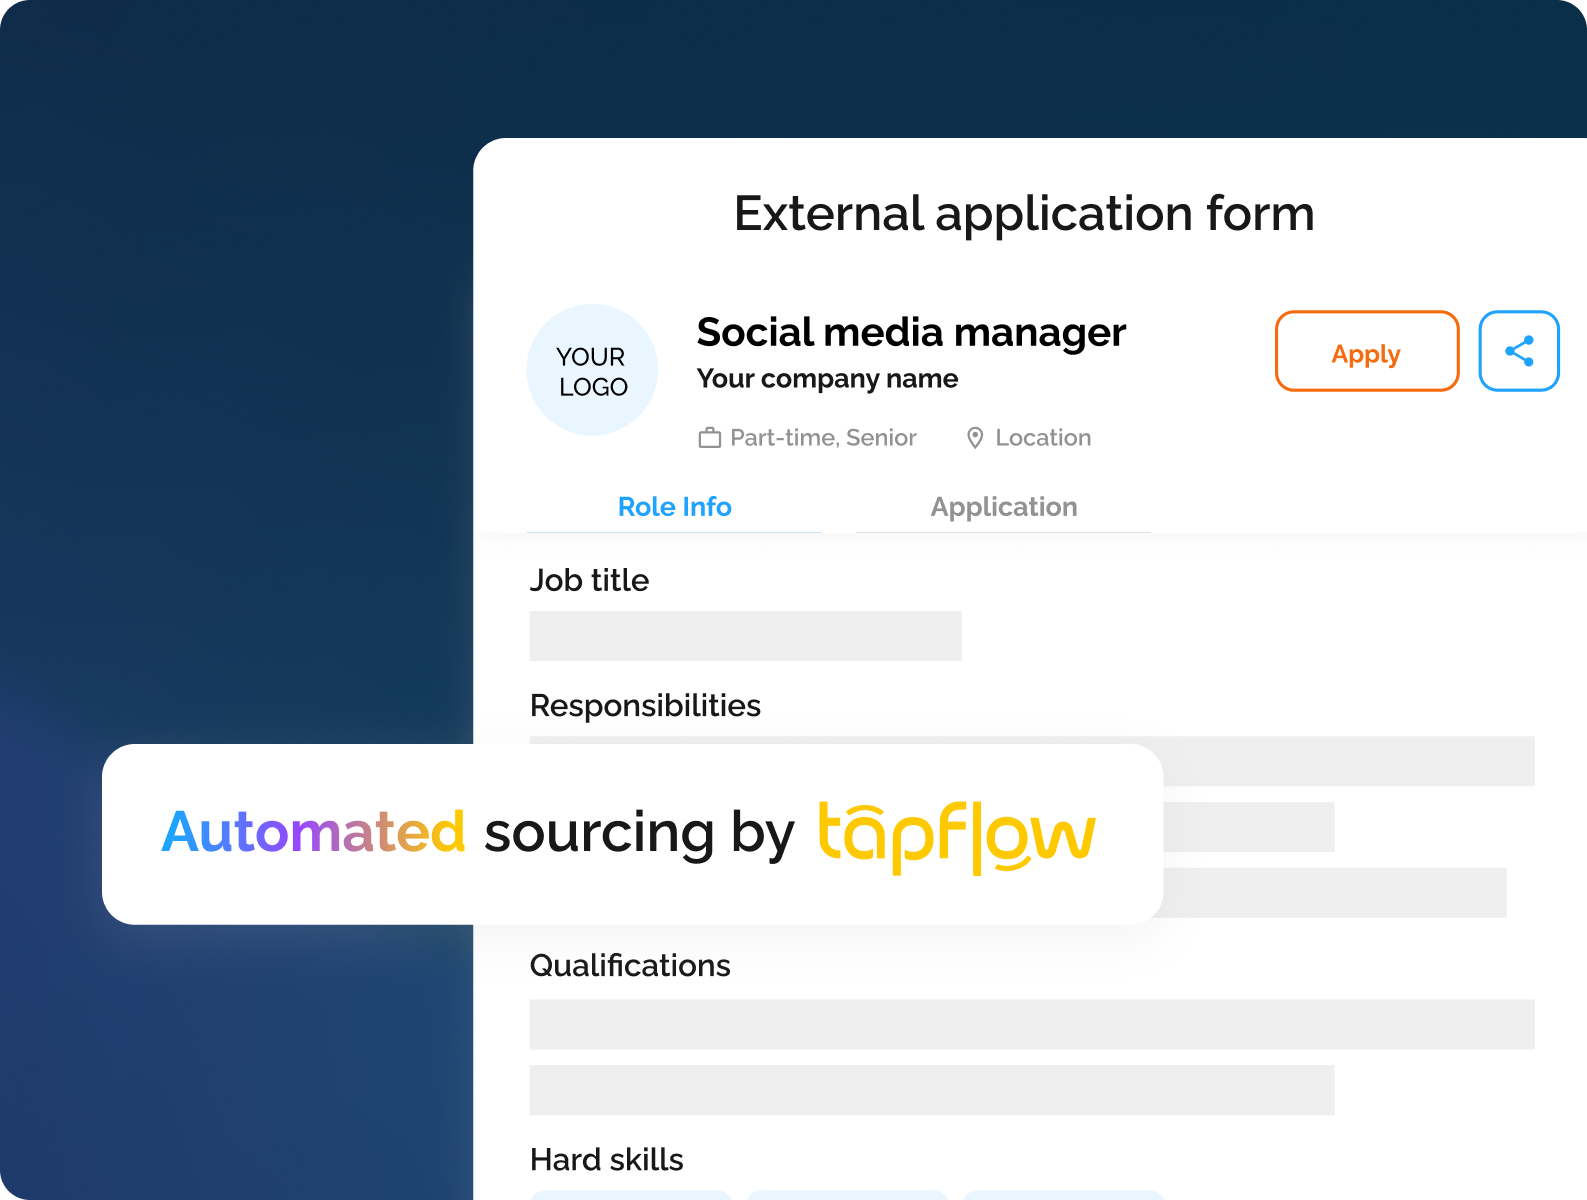 External application form
YOUR
LOGO
Social media manager
Your company name
Apply
Part-time, Senior
Location
Role Info
Application
Job title
Responsibilities
Automated sourcing by tapflow
Qualifications
Hard skills